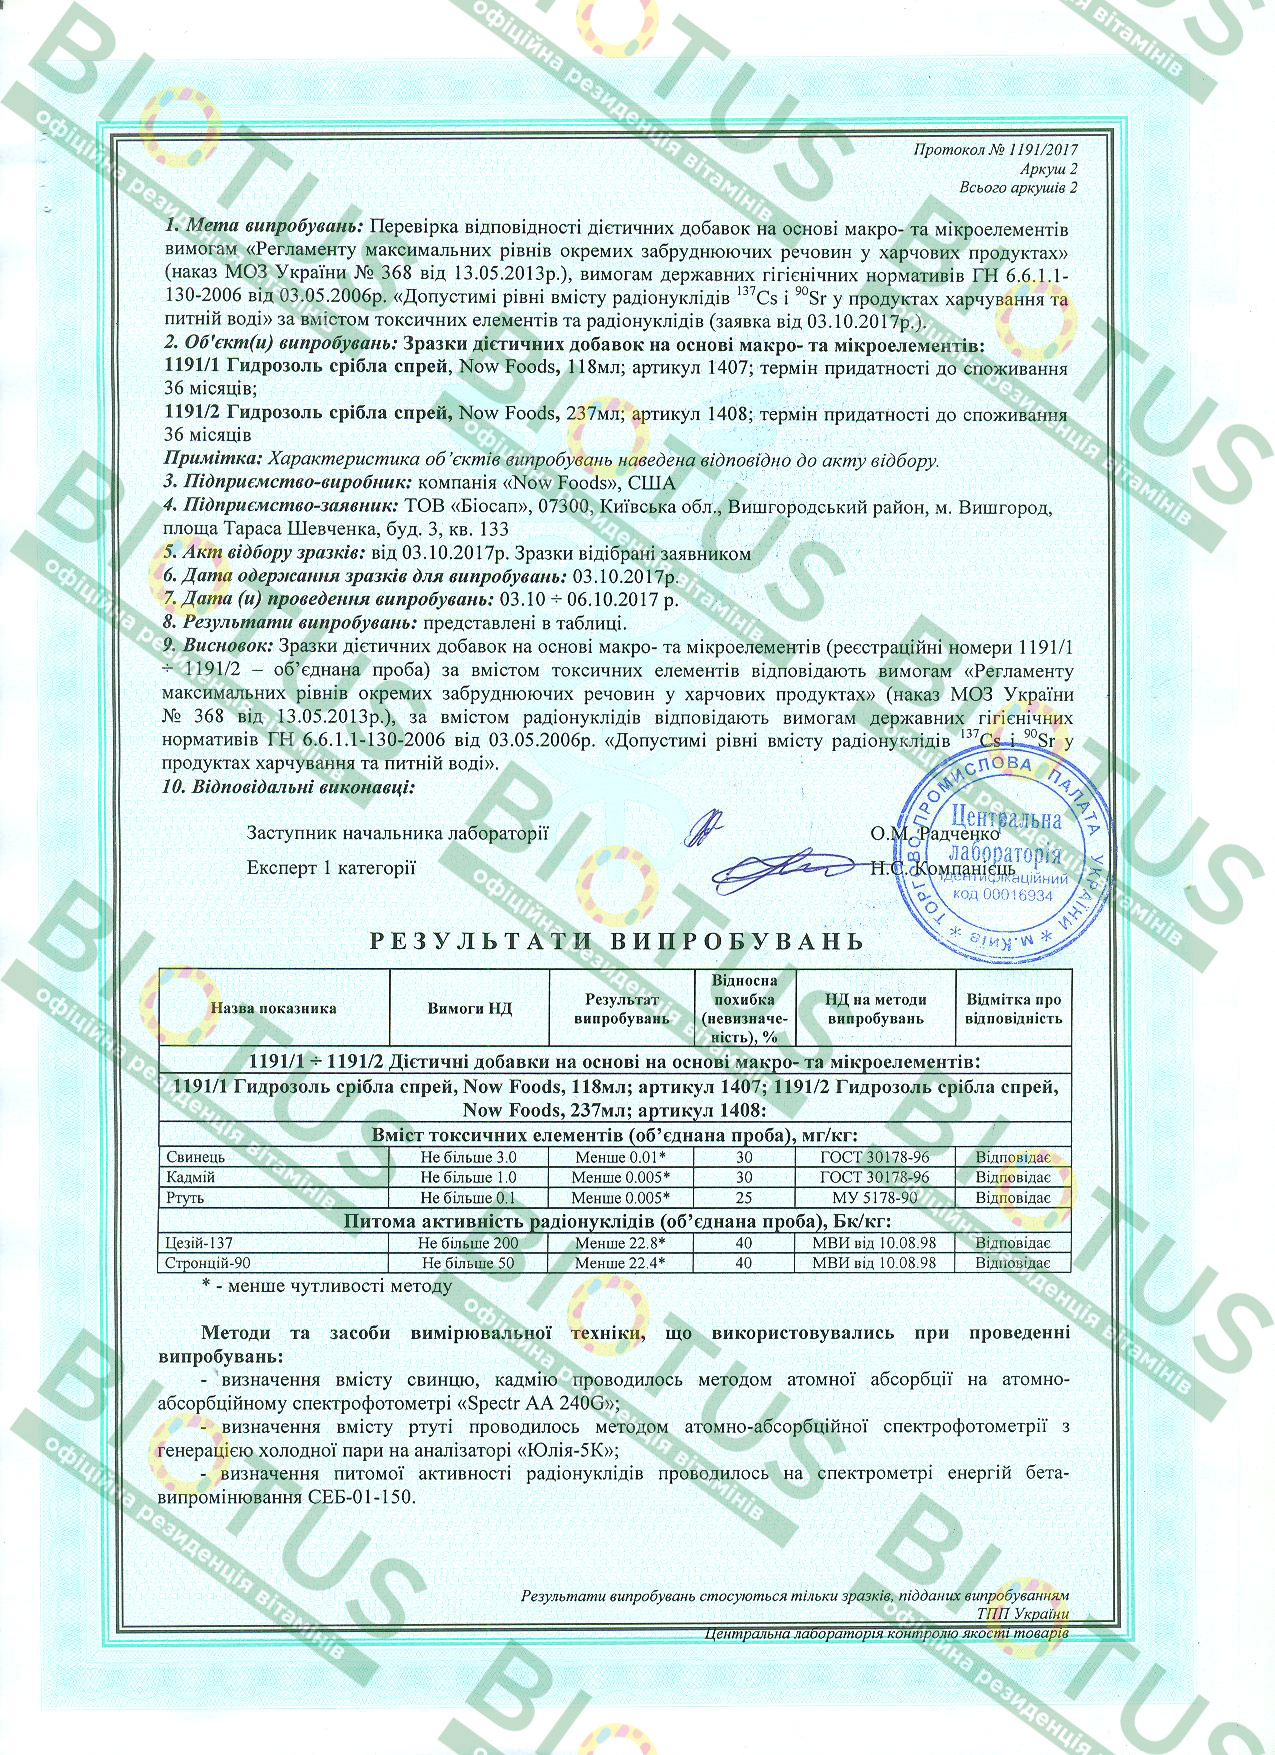 Протокол № 1191/2017
Аркуш 2
Всього аркушів 2
1. Мета випробувань: Перевірка відповідності дієтичних добавок на основі макро- та мікроелементів
вимогам «Регламенту максимальних рівнів окремих забруднюючих речовин у харчових продуктах»
(наказ МОЗ України № 368 від 13.05.2013р.), вимогам державних гігієнічних нормативів ГН 6.6.1.1-
130-2006 від 03.05.2006р. «Допустимі рівні вмісту радіонуклідів 137Cs і 90Sr у продуктах харчування та
питній воді» за вмістом токсичних елементів та радіонуклідів (заявка від 03.10.2017р.).
2. Об'єкт(и) випробувань: Зразки дієтичних добавок на основі макро- та мікроелементів:
1191/1 Гидрозоль срібла спрей, Now Foods, 118мл; артикул 1407; термін придатності до споживання
36 місяців;
1191/2 Гидрозоль срібла спрей, Now Foods, 237мл; артикул 1408; термін придатності до споживання
36 місяців
Примітка: Характеристика об’єктів випробувань наведена відповідно до акту відбору.
3. Підприємство-виробник: компанія «Now Foods», США
4. Підприємство-заявник: ТОВ «Біосап», 07300, Київська обл., Вишгородський район, м. Вишгород,
площа Тараса Шевченка, буд. 3, кв. 133
5. Акт відбору зразків: від 03.10.2017р. Зразки відібрані заявником
6. Дата одержання зразків для випробувань: 03.10.2017р.
7. Дата (и) проведення випробувань: 03.10 ÷ 06.10.2017 р.
8. Результати випробувань: представлені в таблиці.
9. Висновок: Зразки дієтичних добавок на основі макро- та мікроелементів (реєстраційні номери 1191/1
÷ 1191/2 – об’єднана проба) за вмістом токсичних елементів відповідають вимогам «Регламенту
максимальних рівнів окремих забруднюючих речовин у харчових продуктах» (наказ МОЗ України
№ 368 від 13.05.2013р.), за вмістом радіонуклідів відповідають вимогам державних гігієнічних
нормативів ГН 6.6.1.1-130-2006 від 03.05.2006р. «Допустимі рівні вмісту радіонуклідів 137Cs і 90Sr у
продуктах харчування та питній воді».
10. Відповідальні виконавці:
Заступник начальника лабораторії О.М. Радченко
Експерт 1 категорії Н.С. Компанієць
ТОРГОВО-ПРОМИСЛОВА ПАЛАТА УКРАЇНИ * м.Київ *
Центральна
лабораторія
ідентифікаційний
код 00016934
РЕЗУЛЬТАТИ ВИПРОБУВАНЬ
Назва показника Вимоги НД Результат випробувань Відносна похибка (невизначе-ність), % НД на методи випробувань Відмітка про відповідність
1191/1 ÷ 1191/2 Дієтичні добавки на основі на основі макро- та мікроелементів:
1191/1 Гидрозоль срібла спрей, Now Foods, 118мл; артикул 1407; 1191/2 Гидрозоль срібла спрей,
Now Foods, 237мл; артикул 1408:
Вміст токсичних елементів (об’єднана проба), мг/кг:
Свинець Не більше 3.0 Менше 0.01* 30 ГОСТ 30178-96 Відповідає
Кадмій Не більше 1.0 Менше 0.005* 30 ГОСТ 30178-96 Відповідає
Ртуть Не більше 0.1 Менше 0.005* 25 МУ 5178-90 Відповідає
Питома активність радіонуклідів (об’єднана проба), Бк/кг:
Цезій-137 Не більше 200 Менше 22.8* 40 МВИ від 10.08.98 Відповідає
Стронцій-90 Не більше 50 Менше 22.4* 40 МВИ від 10.08.98 Відповідає
* - менше чутливості методу
Методи та засоби вимірювальної техніки, що використовувались при проведенні
випробувань:
- визначення вмісту свинцю, кадмію проводилось методом атомної абсорбції на атомно-
абсорбційному спектрофотометрі «Spectr AA 240G»;
- визначення вмісту ртуті проводилось методом атомно-абсорбційної спектрофотометрії з
генерацією холодної пари на аналізаторі «Юлія-5К»;
- визначення питомої активності радіонуклідів проводилось на спектрометрі енергій бета-
випромінювання СЕБ-01-150.
Результати випробувань стосуються тільки зразків, підданих випробуванням
ТПП України
Центральна лабораторія контролю якості товарів
BIOTUS
офіційна резиденція вітамінів